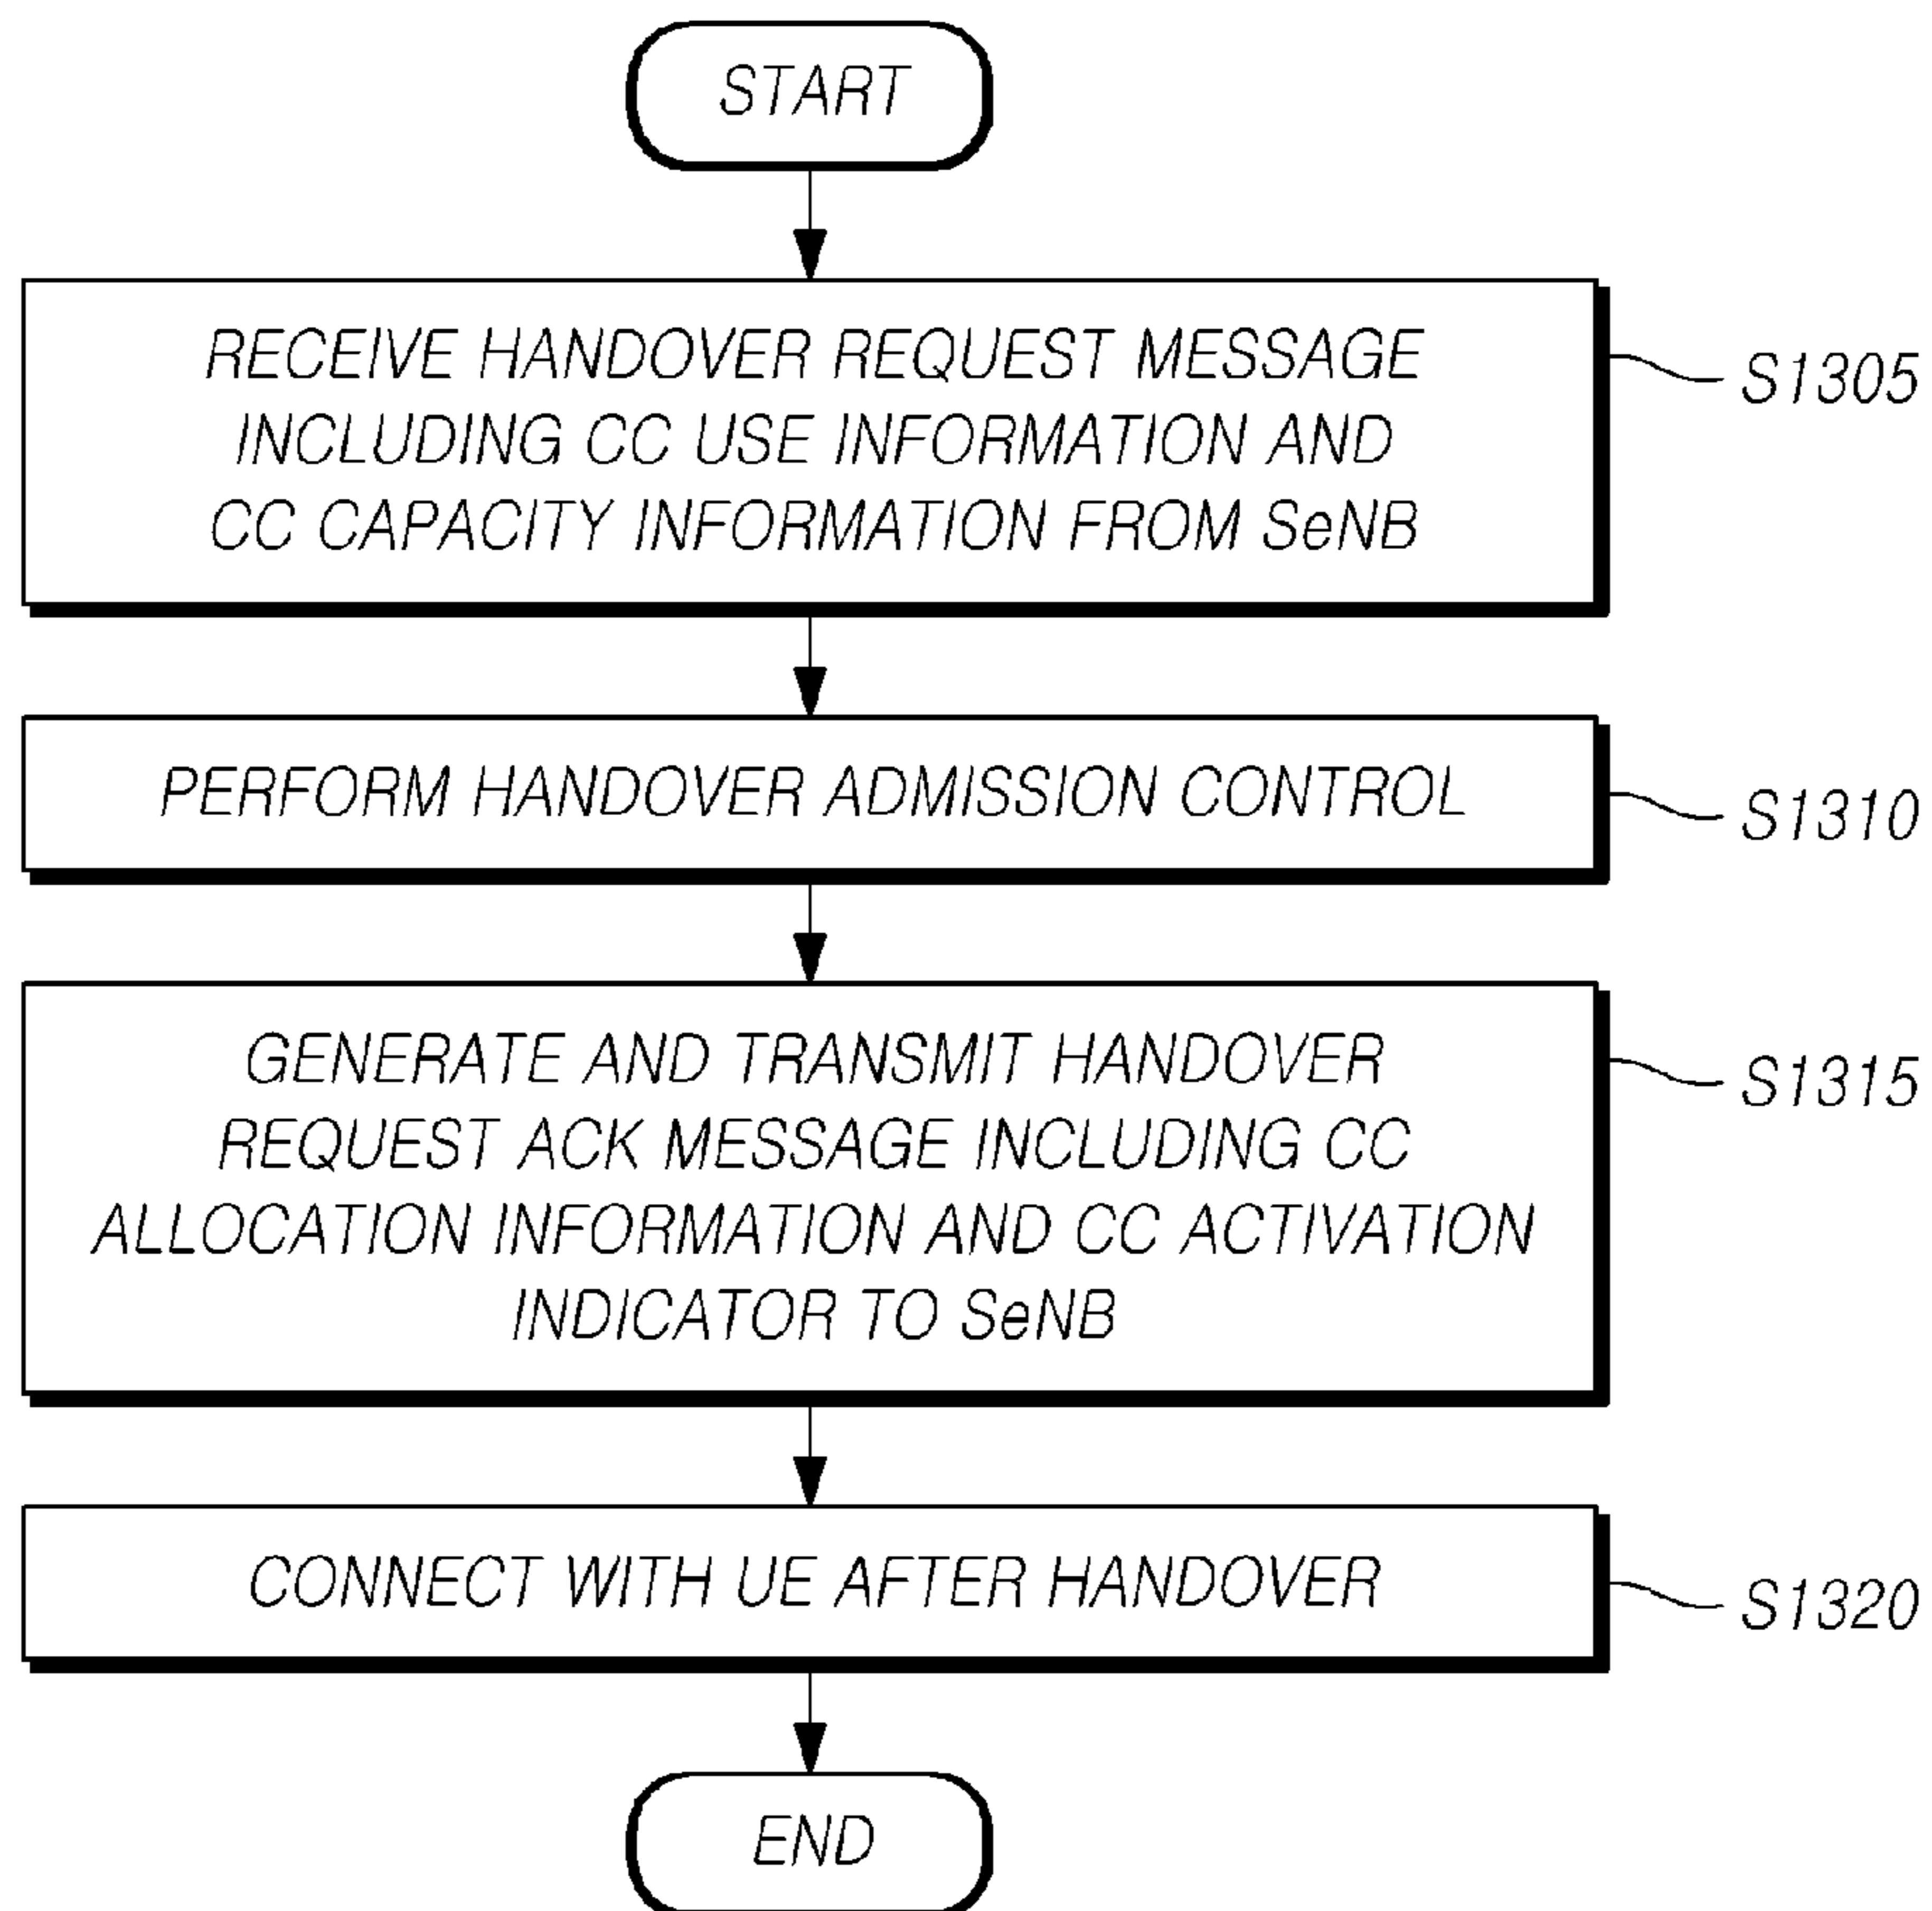 START
RECEIVE HANDOVER REQUEST MESSAGE
INCLUDING CC USE INFORMATION AND
CC CAPACITY INFORMATION FROM SeNB
S1305
PERFORM HANDOVER ADMISSION CONTROL
S1310
GENERATE AND TRANSMIT HANDOVER
REQUEST ACK MESSAGE INCLUDING CC
ALLOCATION INFORMATION AND CC ACTIVATION
INDICATOR TO SeNB
S1315
CONNECT WITH UE AFTER HANDOVER
S1320
END